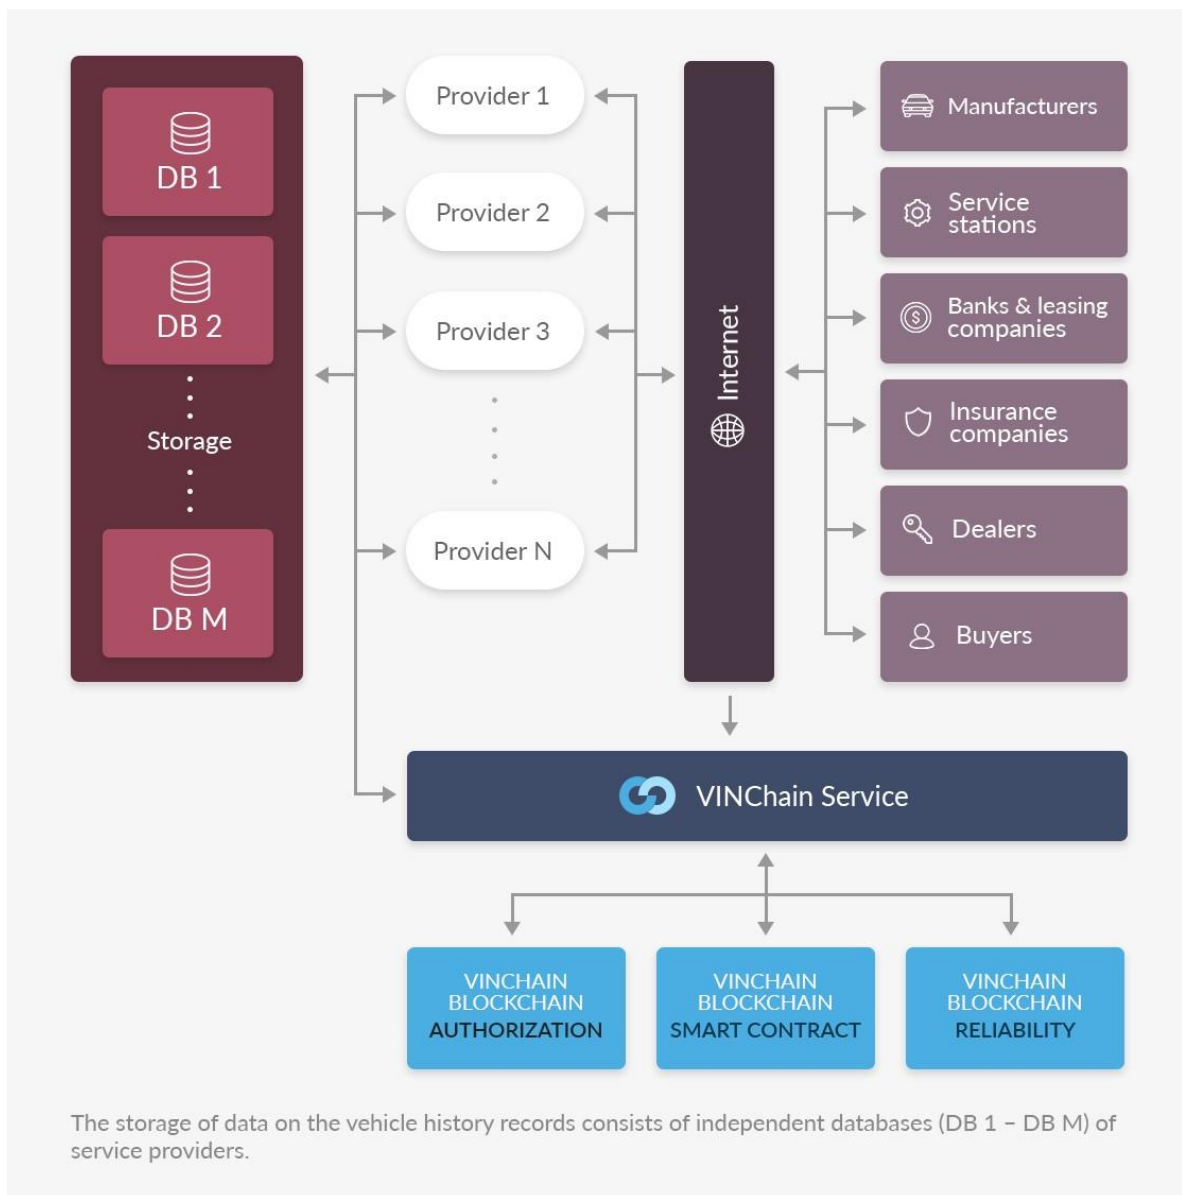 DB 1
DB 2
Storage
DB M
Provider 1
Provider 2
Provider 3
Provider N
Internet
Manufacturers
Service
stations
Banks & leasing
companies
Insurance
companies
Dealers
Buyers
VINChain Service
VINCHAIN
BLOCKCHAIN
AUTHORIZATION
VINCHAIN
BLOCKCHAIN
SMART CONTRACT
VINCHAIN
BLOCKCHAIN
RELIABILITY
The storage of data on the vehicle history records consists of independent databases (DB 1 – DB M) of
service providers.